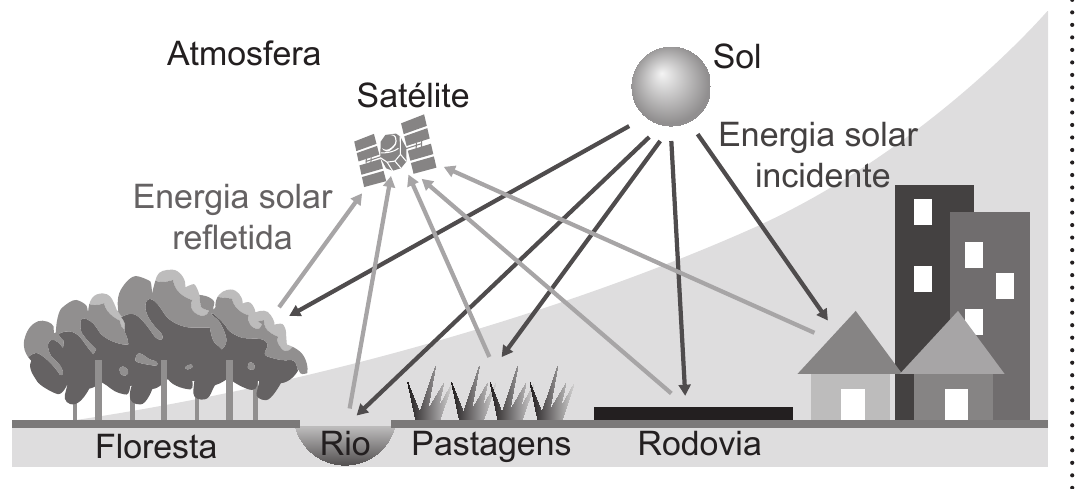 Atmosfera
Sol
Satélite
Energia solar
incidente
Energia solar
refletida
Floresta
Rio
Pastagens
Rodovia